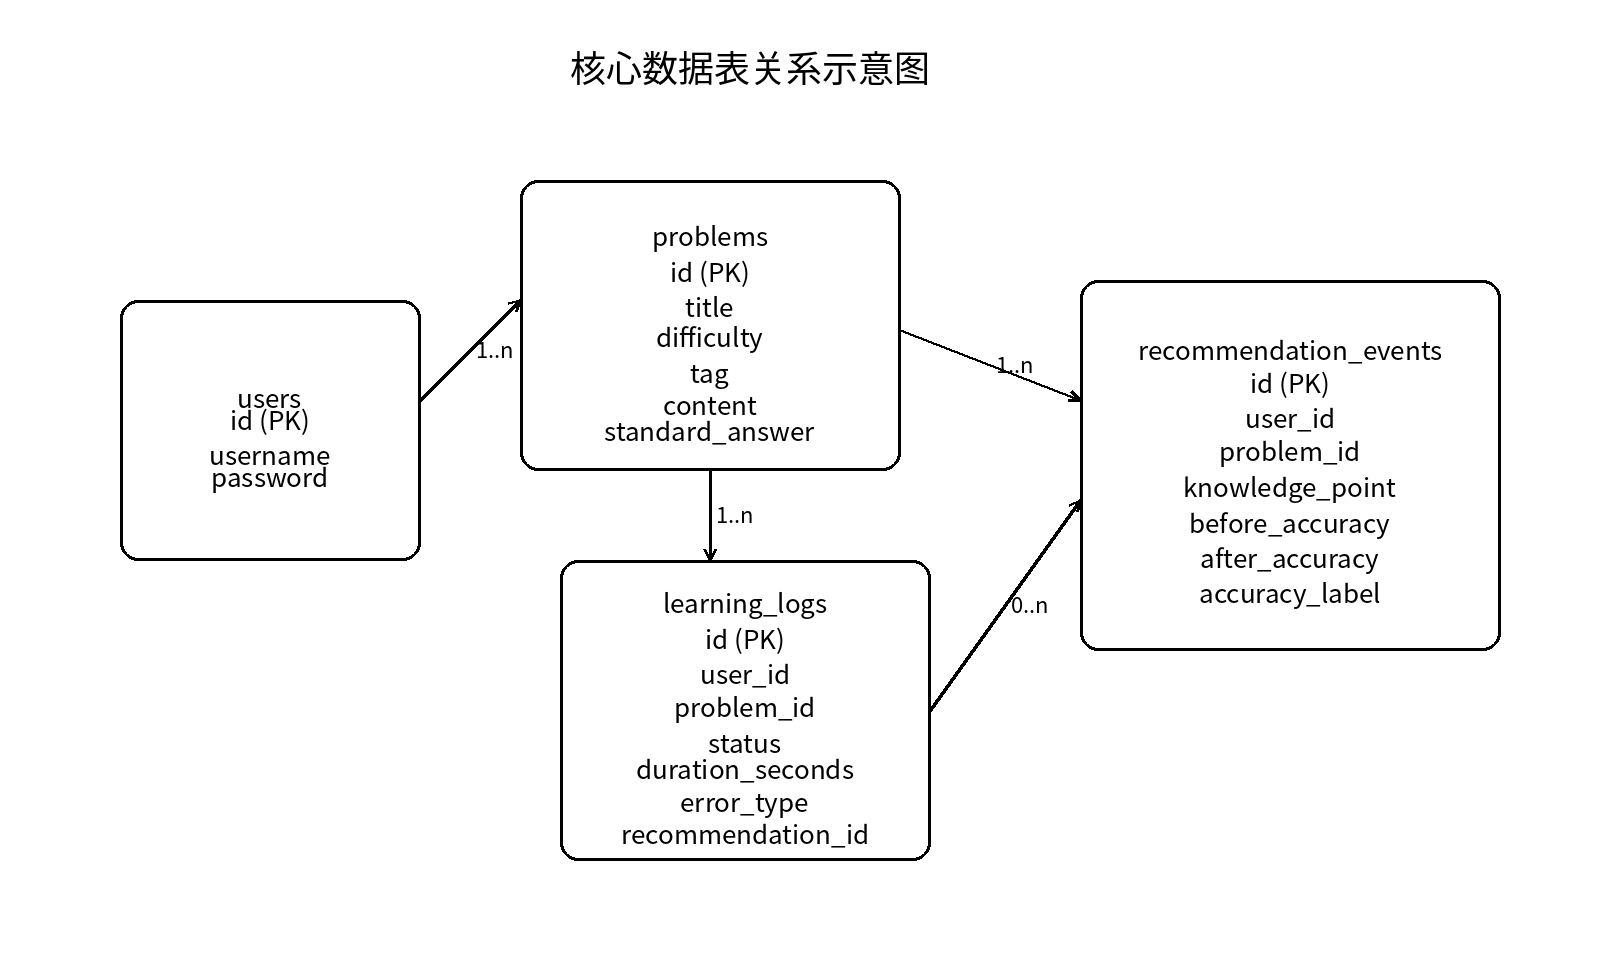 核心数据表关系示意图
users
id (PK)
username
password
1..n
problems
id (PK)
title
difficulty
tag
content
standard_answer
1..n
1..n
learning_logs
id (PK)
user_id
problem_id
status
duration_seconds
error_type
recommendation_id
0..n
recommendation_events
id (PK)
user_id
problem_id
knowledge_point
before_accuracy
after_accuracy
accuracy_label